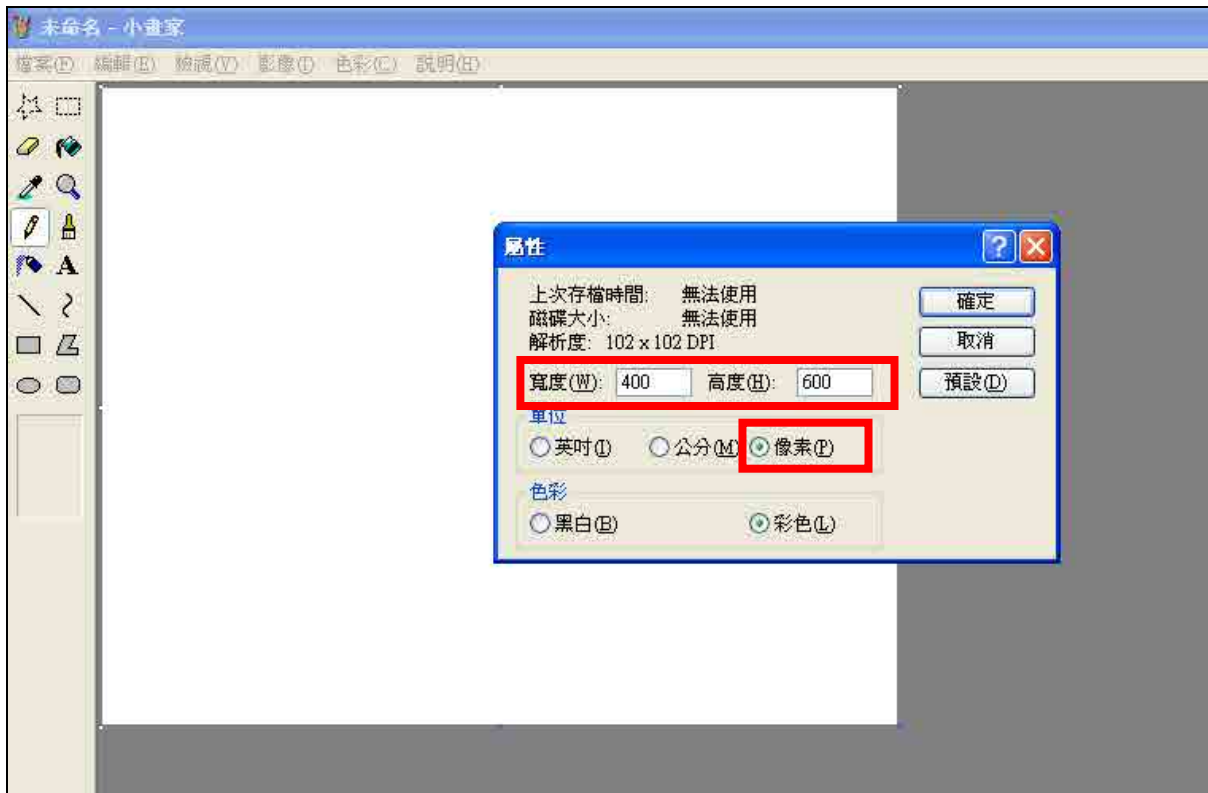 未命名 - 小畫家
檔案(F) 編輯(E) 檢視(V) 影像(I) 色彩(C) 説明(H)
A
屬性
上次存檔時間: 無法使用
磁碟大小: 無法使用
解析度: 102 x 102 DPI
寬度(W): 400 高度(H): 600
單位
英吋(I) 公分(M) 像素(P)
色彩
黑白(B) 彩色(L)
確定
取消
預設(D)